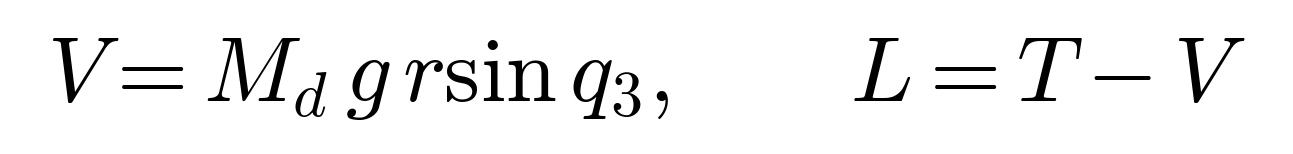 V = M_d g r sin q_3,    L = T − V